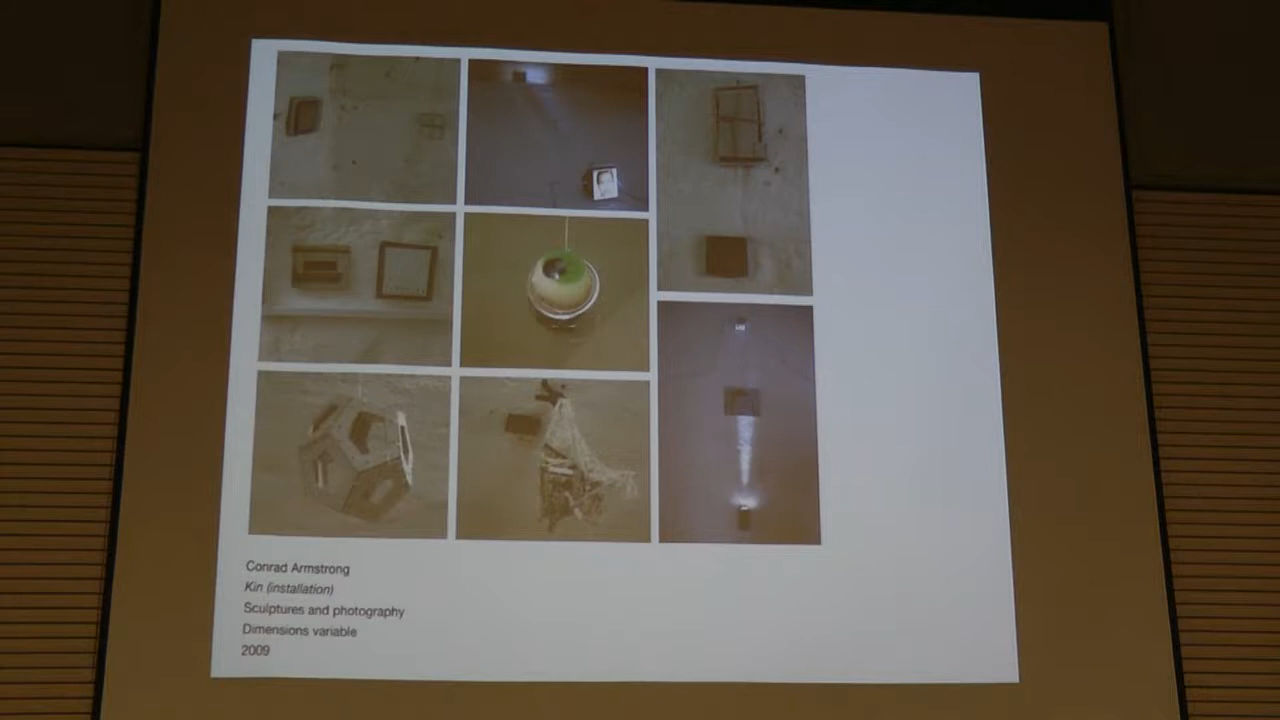 Conrad Armstrong
Kin (installation)
Sculptures and photography
Dimensions variable
2009